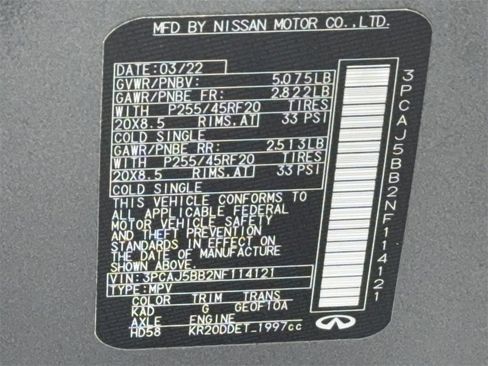 MFD BY NISSAN MOTOR CO.,LTD.
DATE:03/22
GVWR/PNBV: 5,075LB
GAWR/PNBE FR: 2,822LB
WITH P255/45RF20 TIRES
20X8.5 RIMS.AT 33 PSI
COLD SINGLE
GAWR/PNBE RR: 2,513LB
WITH P255/45RF20 TIRES
20X8.5 RIMS.AT 33 PSI
COLD SINGLE
THIS VEHICLE CONFORMS TO
ALL APPLICABLE FEDERAL
MOTOR VEHICLE SAFETY
AND THEFT PREVENTION
STANDARDS IN EFFECT ON
THE DATE OF MANUFACTURE
SHOWN ABOVE.
VIN:3PCAJ5BB2NF114121
TYPE:MPV
COLOR TRIM TRANS
KAD G GEOF10A
AXLE ENGINE
HD58 KR20DDET_1997cc
3PCAJ5BB2NF114121